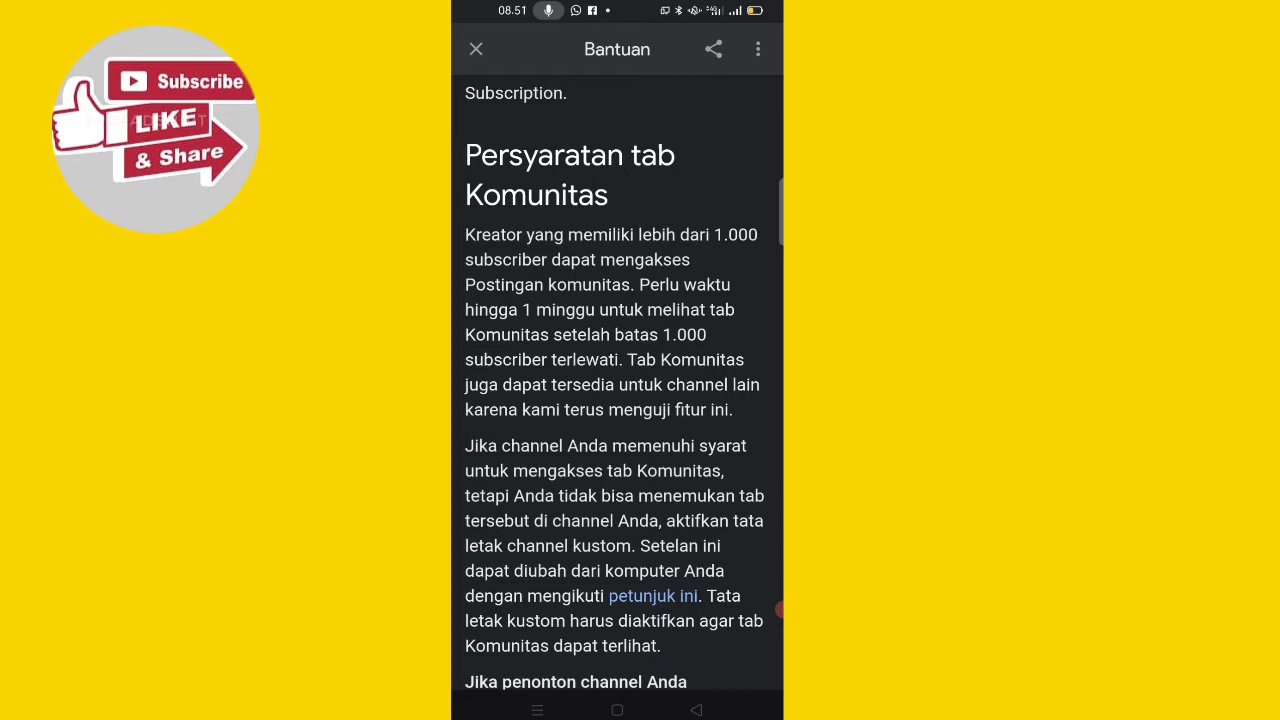 08.51
Bantuan
Subscribe
LIKE
& Share
Subscription.
Persyaratan tab
Komunitas
Kreator yang memiliki lebih dari 1.000
subscriber dapat mengakses
Postingan komunitas. Perlu waktu
hingga 1 minggu untuk melihat tab
Komunitas setelah batas 1.000
subscriber terlewati. Tab Komunitas
juga dapat tersedia untuk channel lain
karena kami terus menguji fitur ini.
Jika channel Anda memenuhi syarat
untuk mengakses tab Komunitas,
tetapi Anda tidak bisa menemukan tab
tersebut di channel Anda, aktifkan tata
letak channel kustom. Setelan ini
dapat diubah dari komputer Anda
dengan mengikuti petunjuk ini. Tata
letak kustom harus diaktifkan agar tab
Komunitas dapat terlihat.
Jika penonton channel Anda